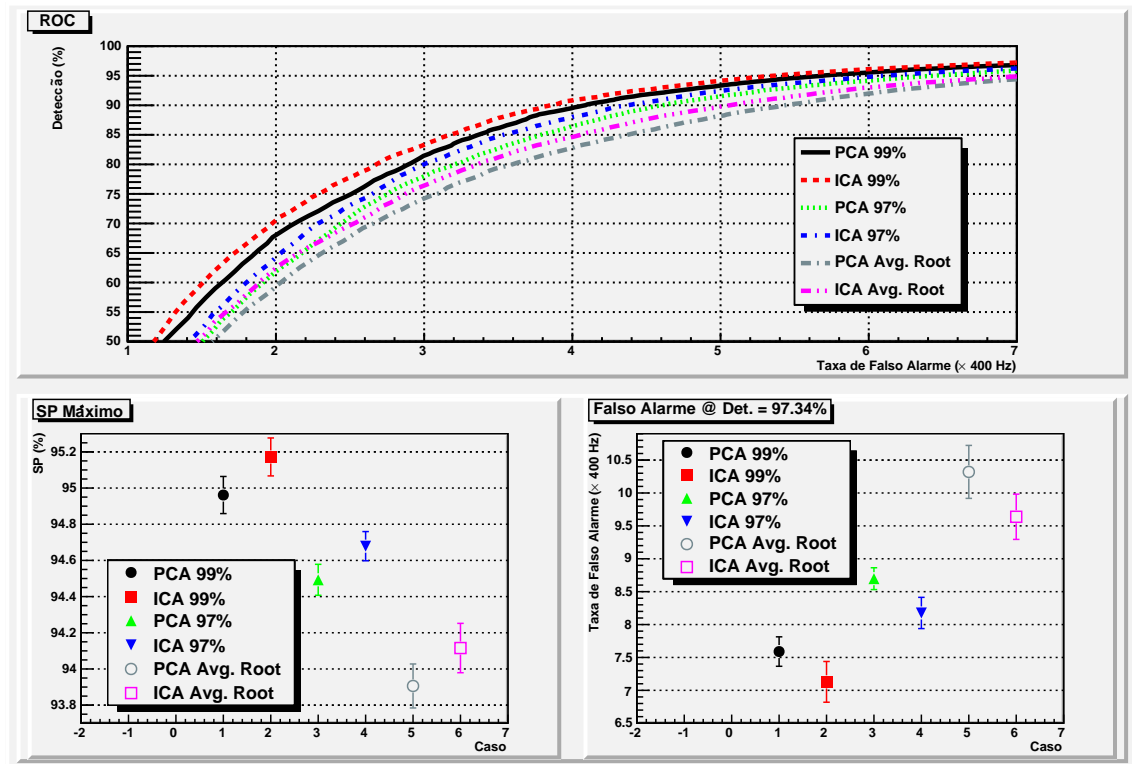 ROC
Detecção (%)
100
95
90
85
80
75
70
65
60
55
50
1 2 3 4 5 6 7
Taxa de Falso Alarme (× 400 Hz)
PCA 99%
ICA 99%
PCA 97%
ICA 97%
PCA Avg. Root
ICA Avg. Root
SP Máximo
SP (%)
95.2
95
94.8
94.6
94.4
94.2
94
93.8
-2 -1 0 1 2 3 4 5 6 7
Caso
PCA 99%
ICA 99%
PCA 97%
ICA 97%
PCA Avg. Root
ICA Avg. Root
Falso Alarme @ Det. = 97.34%
Taxa de Falso Alarme (× 400 Hz)
10.5
10
9.5
9
8.5
8
7.5
7
6.5
-2 -1 0 1 2 3 4 5 6 7
Caso
PCA 99%
ICA 99%
PCA 97%
ICA 97%
PCA Avg. Root
ICA Avg. Root